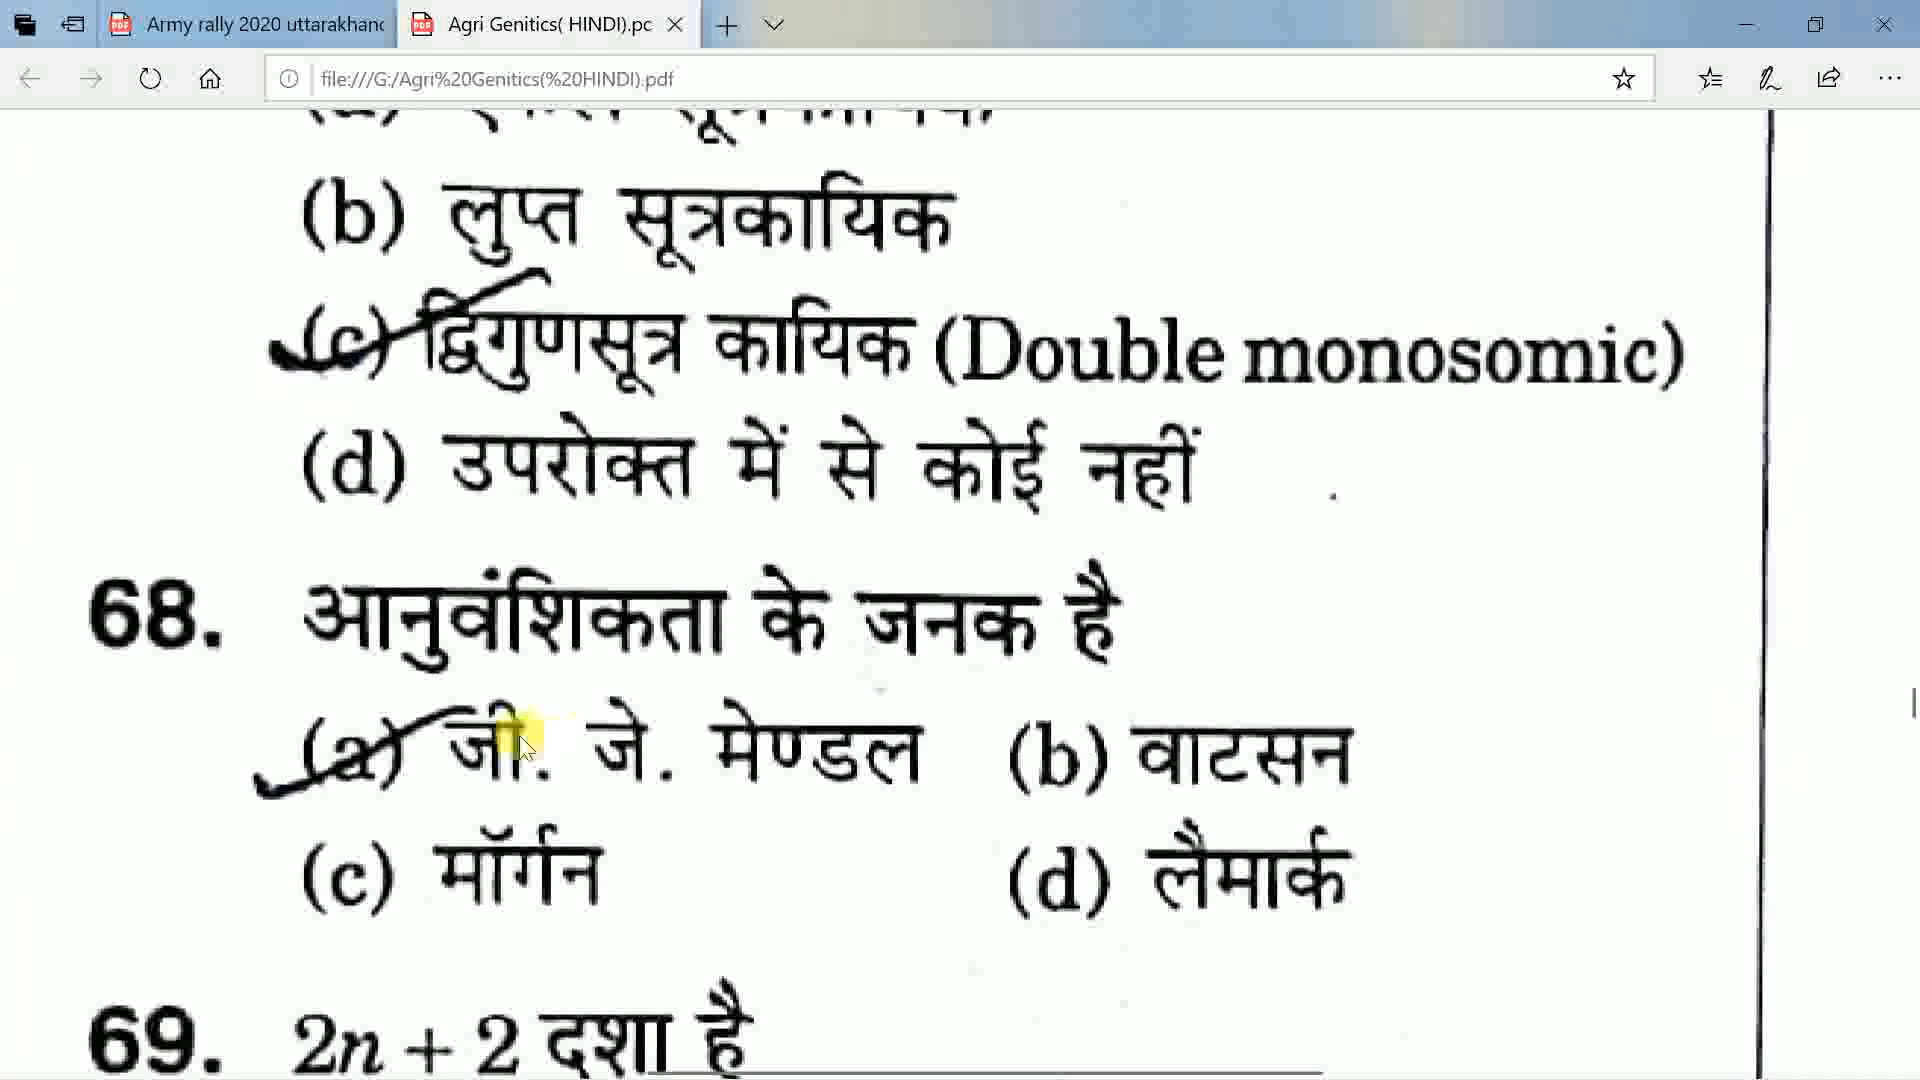 Army rally 2020 uttarakhand
Agri Genitics( HINDI).pc
file:///G:/Agri%20Genitics(%20HINDI).pdf
(b) लुप्त सूत्रकायिक
(c) द्विगुणसूत्र कायिक (Double monosomic)
(d) उपरोक्त में से कोई नहीं
68. आनुवंशिकता के जनक है
(a) जी. जे. मेण्डल (b) वाटसन
(c) मॉर्गन (d) लैमार्क
69. 2n + 2 दशा है